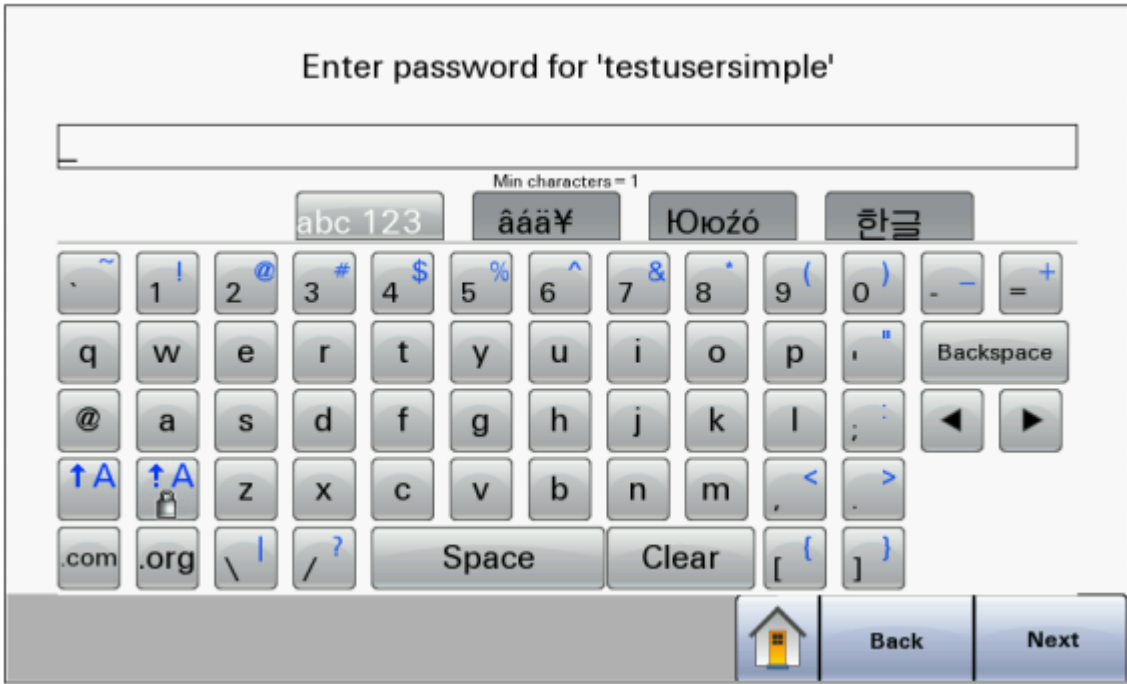 Enter password for 'testusersimple'
_
Min characters = 1
abc 123 âáä¥ Ююźó 한글
` ~ 1 ! 2 @ 3 # 4 $ 5 % 6 ^ 7 & 8 * 9 ( 0 ) - _ = +
q w e r t y u i o p ' " Backspace
@ a s d f g h j k l ; : ◀ ▶
↑A ↑A z x c v b n m , < . >
.com .org \ | / ? Space Clear [ { ] }
Back Next